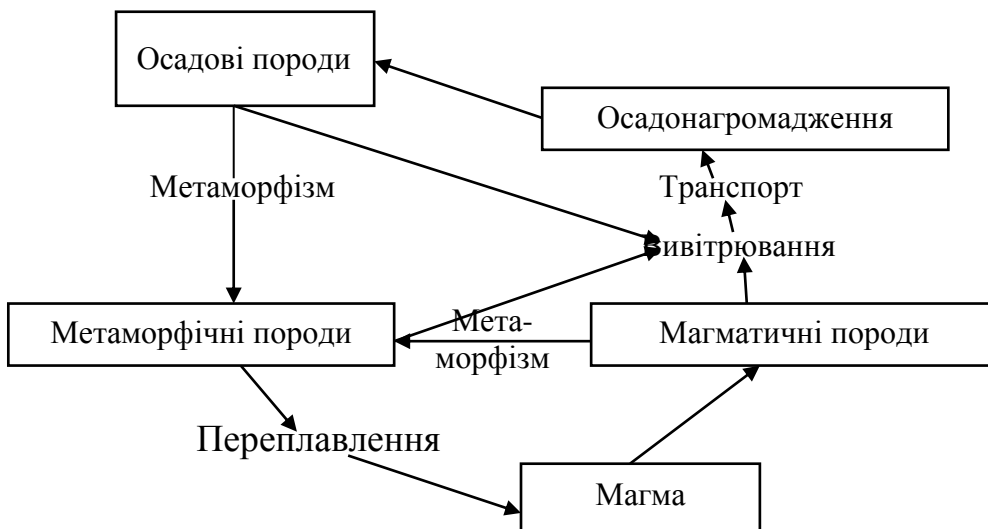 Осадові породи
Осадонагромадження
Метаморфізм
Транспорт
Вивітрювання
Метаморфічні породи
Мета-
морфізм
Магматичні породи
Переплавлення
Магма